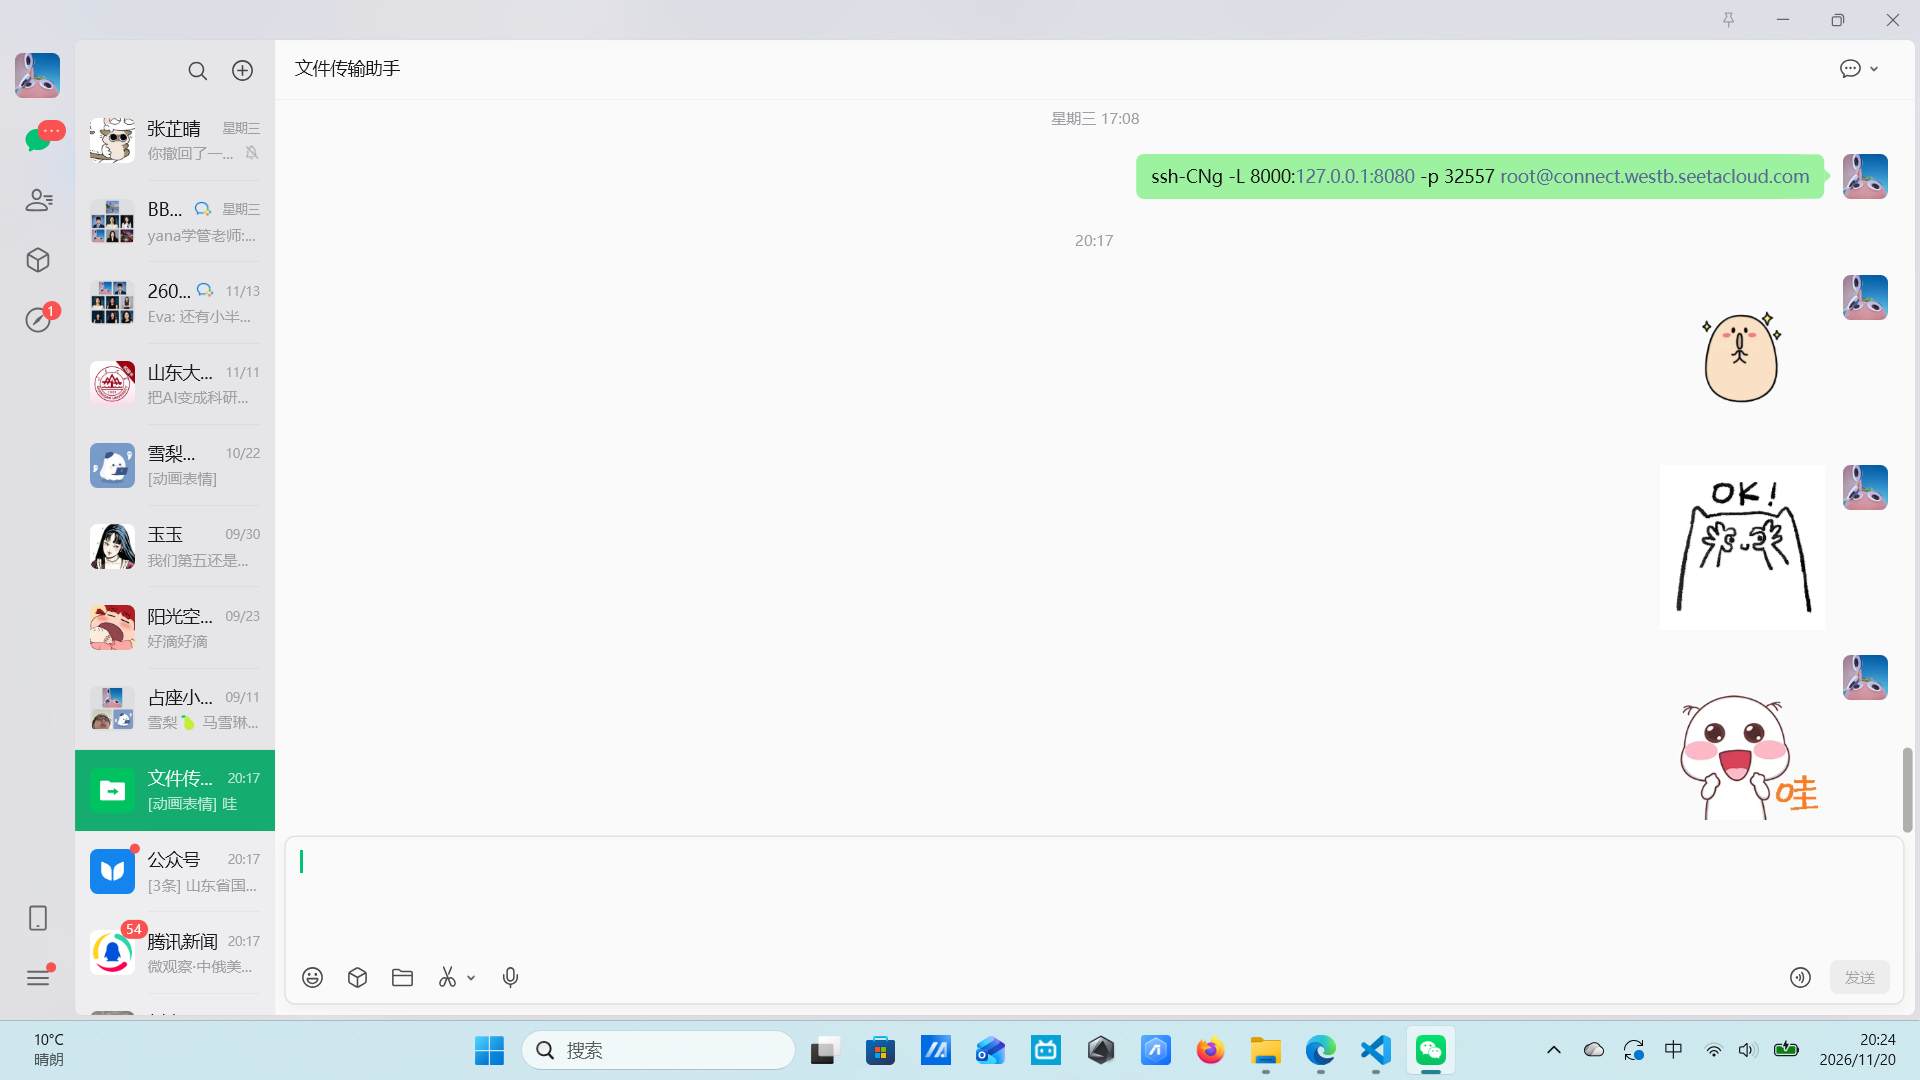 张芷晴
星期三
你撤回了一...
BB...
星期三
yana学管老师:...
260...
11/13
Eva: 还有小半...
山东大...
11/11
把AI变成科研...
雪梨...
10/22
[动画表情]
玉玉
09/30
我们第五还是...
阳光空...
09/23
好滴好滴
占座小...
09/11
雪梨🍐 马雪琳...
文件传...
20:17
[动画表情] 哇
公众号
20:17
[3条] 山东省国...
54
腾讯新闻
20:17
微观察·中俄美...
1
文件传输助手
星期三 17:08
ssh-CNg -L 8000:127.0.0.1:8080 -p 32557 root@connect.westb.seetacloud.com
20:17
OK!
哇
发送
10°C
晴朗
搜索
中
20:24
2026/11/20